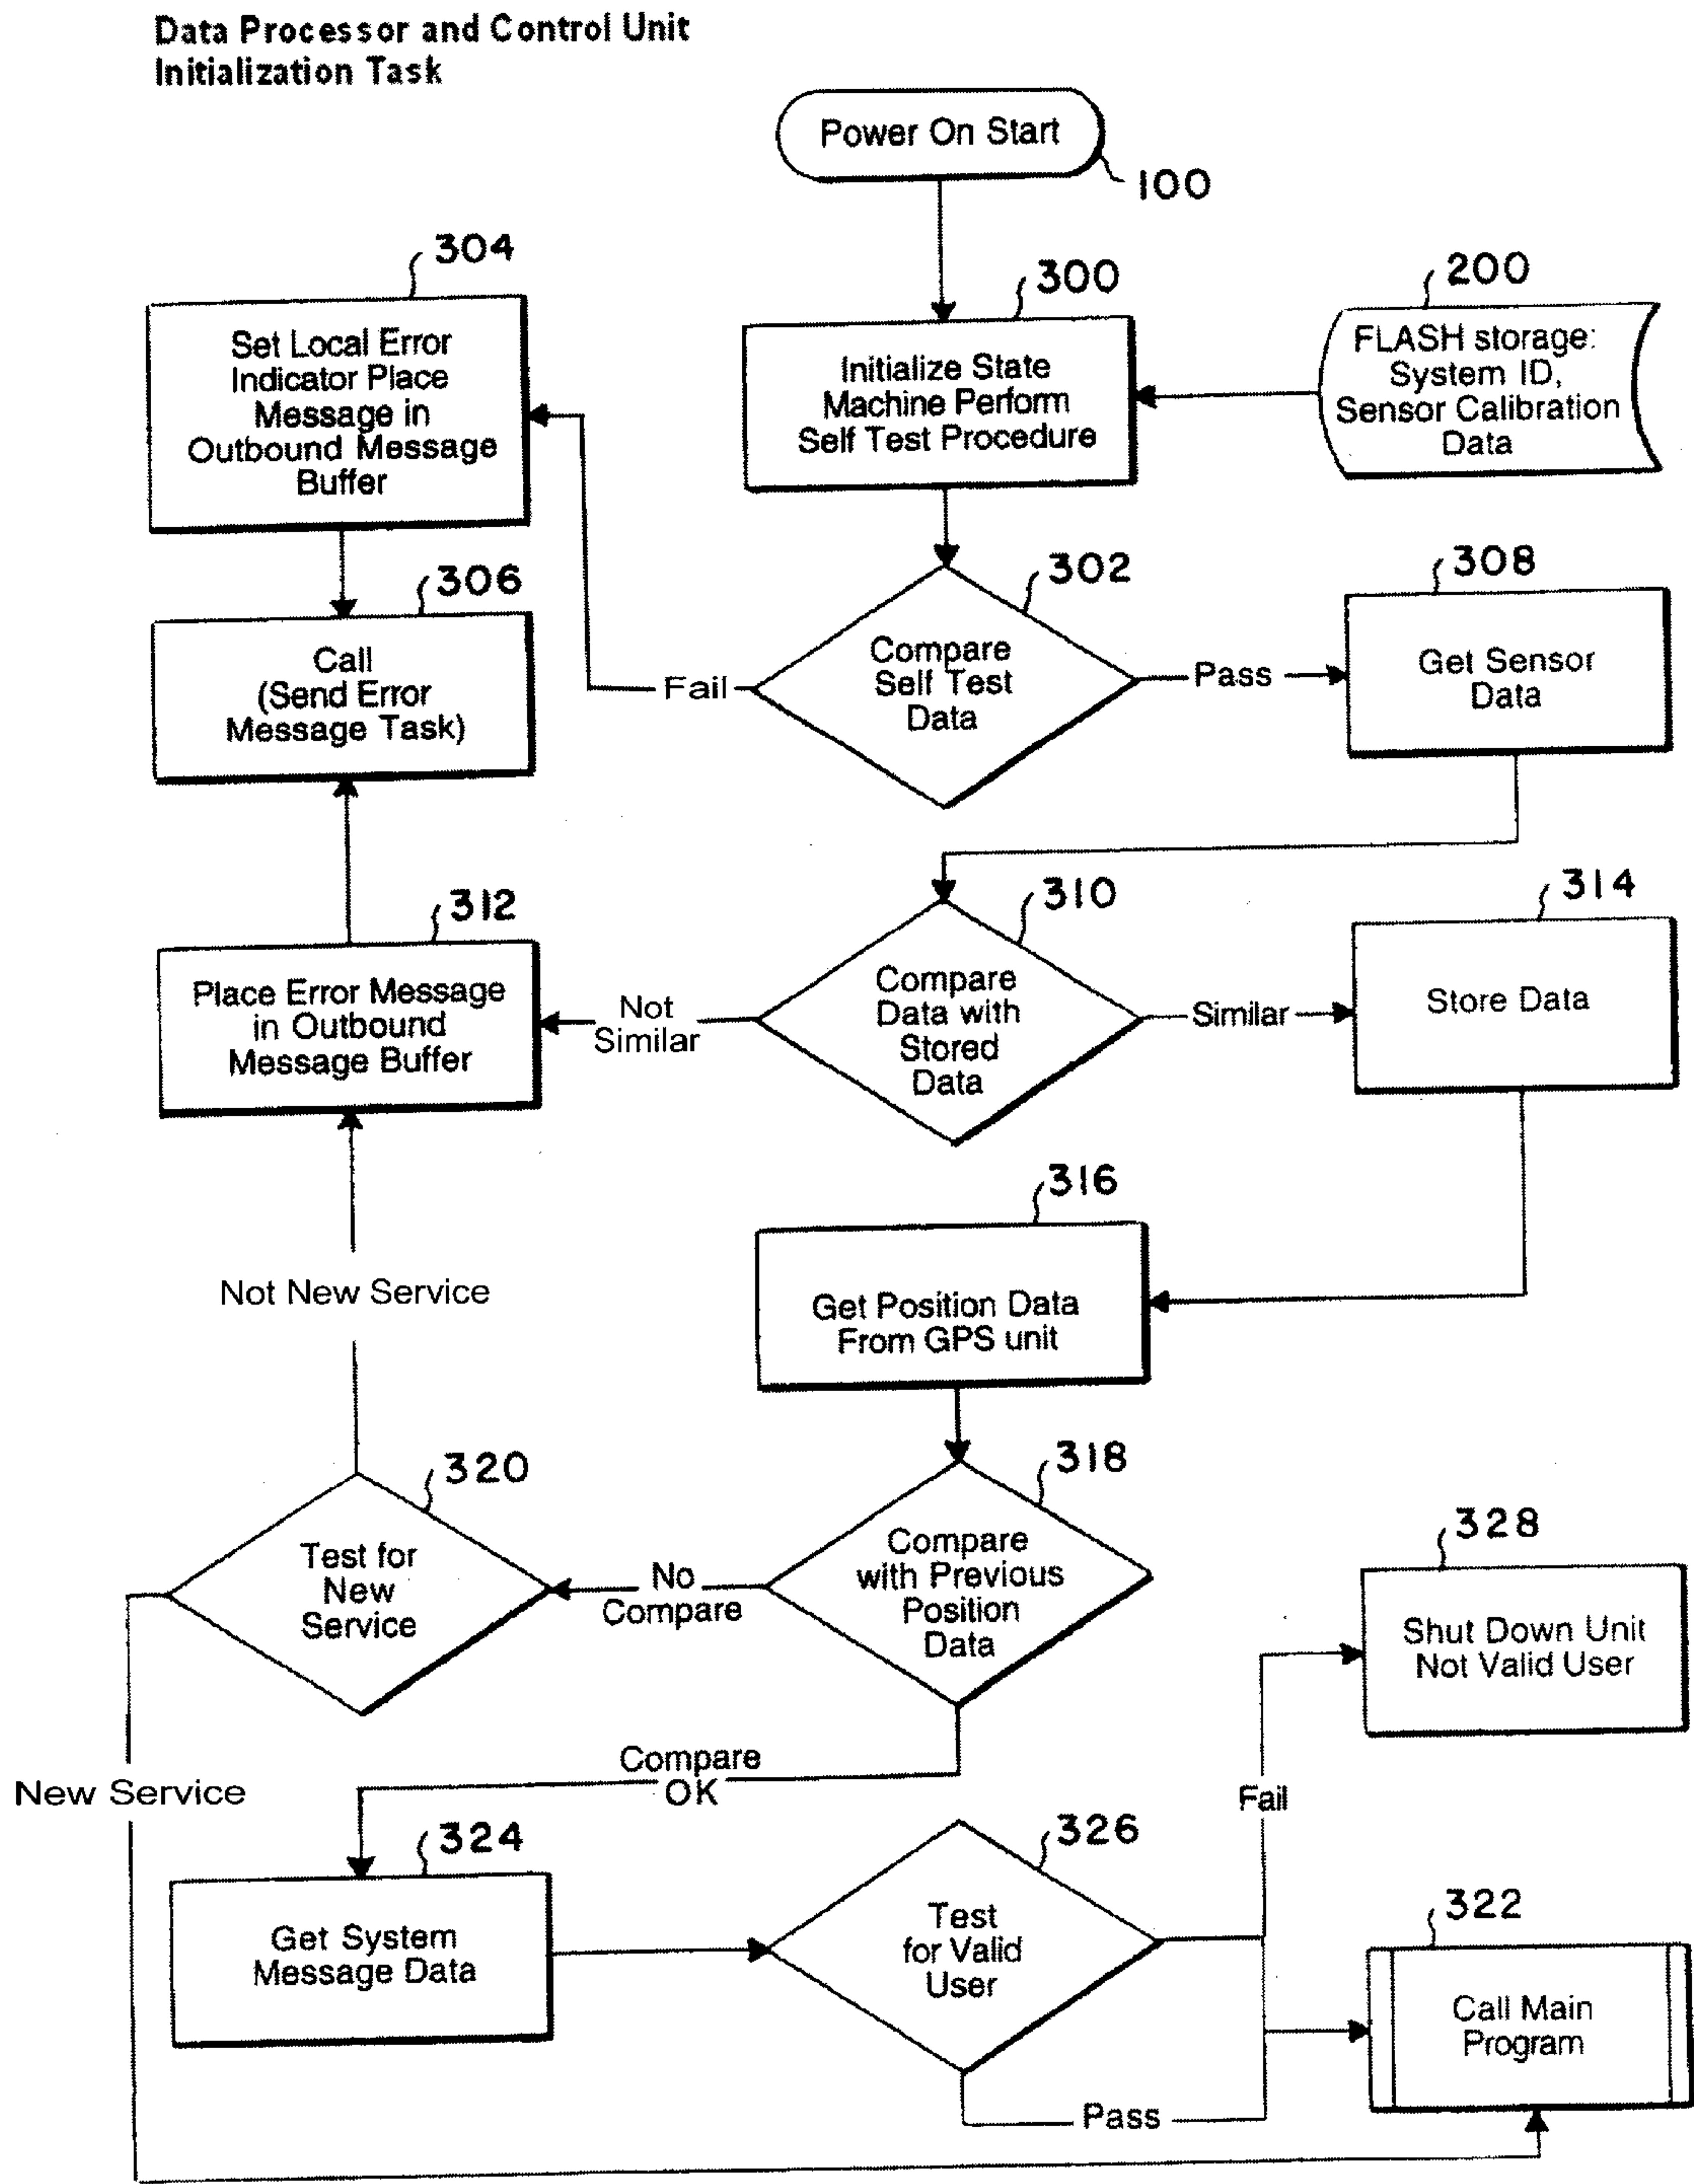 Data Processor and Control Unit
Initialization Task
Power On Start
100
304
300
200
Set Local Error
Indicator Place
Message in
Outbound Message
Buffer
Initialize State
Machine Perform
Self Test Procedure
FLASH storage:
System ID,
Sensor Calibration
Data
306
302
308
Call
(Send Error
Message Task)
Fail
Compare
Self Test
Data
Pass
Get Sensor
Data
312
310
314
Place Error Message
in Outbound
Message Buffer
Not
Similar
Compare
Data with
Stored
Data
Similar
Store Data
316
Not New Service
Get Position Data
From GPS unit
320
318
328
Test for
New
Service
No
Compare
Compare
with Previous
Position
Data
Shut Down Unit
Not Valid User
New Service
Compare
OK
Fail
324
326
322
Get System
Message Data
Test
for Valid
User
Call Main
Program
Pass